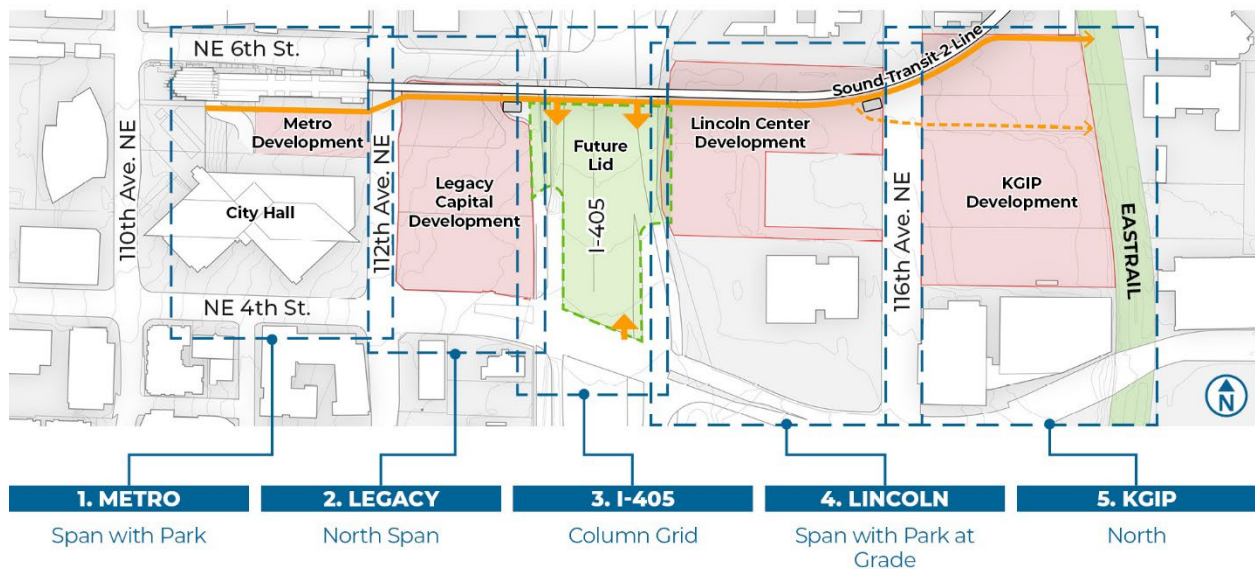 NE 6th St.
Sound Transit 2 Line
Metro
Development
Future
Lid
Lincoln Center
Development
110th Ave. NE
City Hall
112th Ave. NE
Legacy
Capital
Development
I-405
116th Ave. NE
KGIP
Development
EASTRAIL
NE 4th St.
N
1. METRO
2. LEGACY
3. I-405
4. LINCOLN
5. KGIP
Span with Park
North Span
Column Grid
Span with Park at
Grade
North